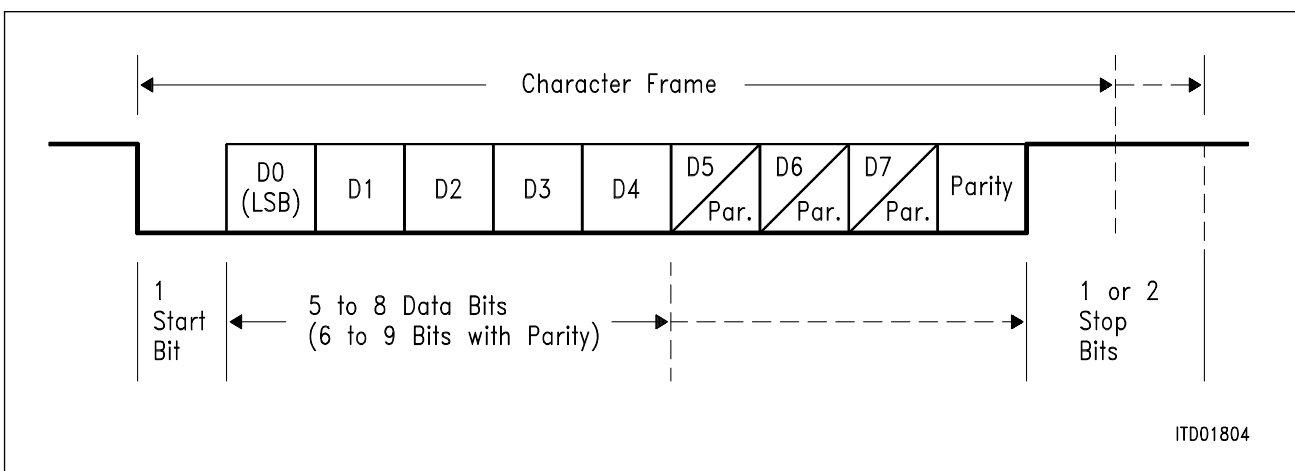 Character Frame
D0
(LSB)
D1
D2
D3
D4
D5
Par.
D6
Par.
D7
Par.
Parity
1
Start
Bit
5 to 8 Data Bits
(6 to 9 Bits with Parity)
1 or 2
Stop
Bits
ITD01804